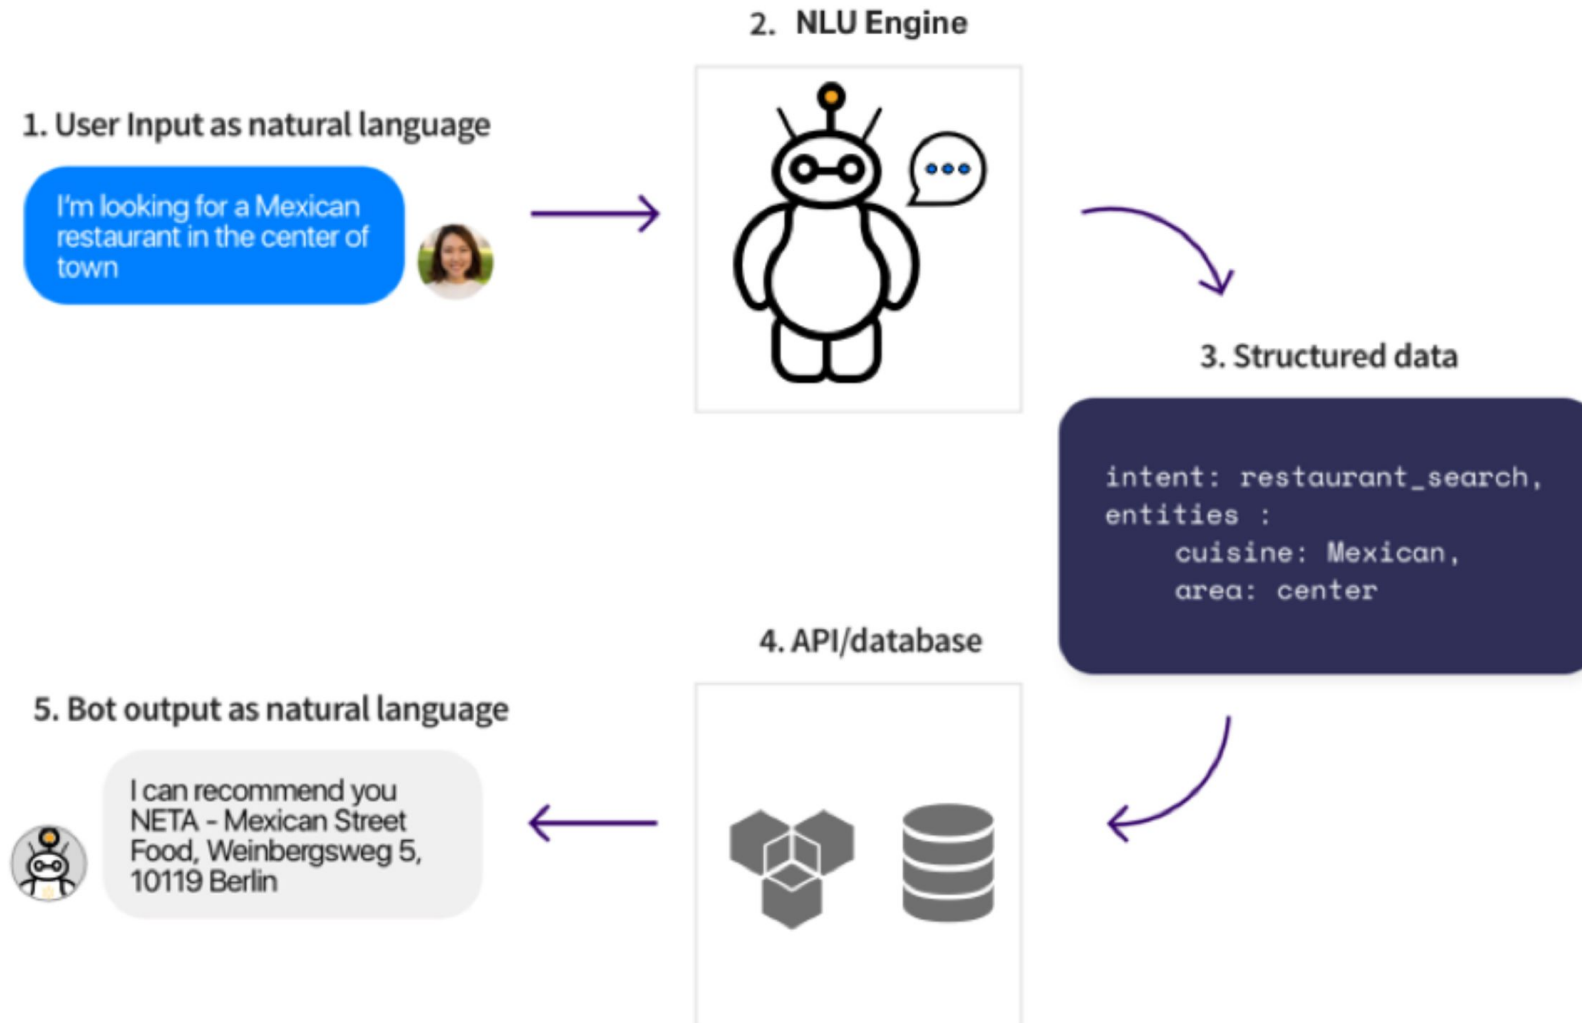 2. NLU Engine
1. User Input as natural language
I'm looking for a Mexican
restaurant in the center of
town
3. Structured data
intent: restaurant_search,
entities :
cuisine: Mexican,
area: center
4. API/database
5. Bot output as natural language
I can recommend you
NETA - Mexican Street
Food, Weinbergsweg 5,
10119 Berlin